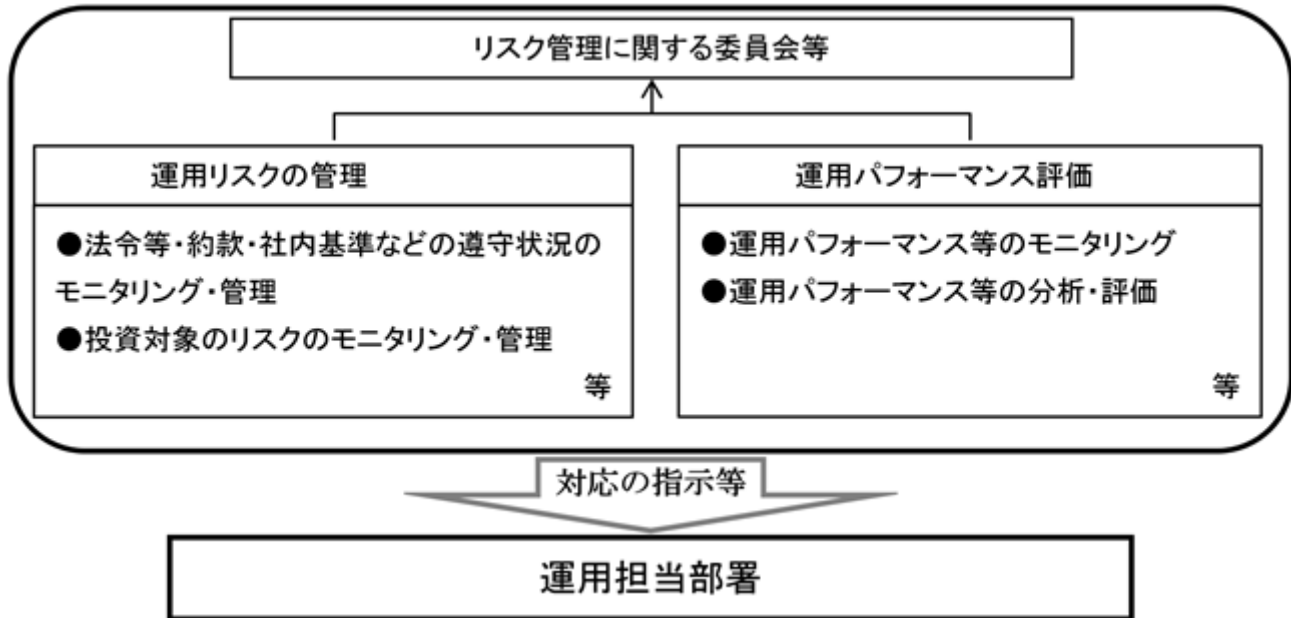 リスク管理に関する委員会等
運用リスクの管理
●法令等・約款・社内基準などの遵守状況の
モニタリング・管理
●投資対象のリスクのモニタリング・管理
等
運用パフォーマンス評価
●運用パフォーマンス等のモニタリング
●運用パフォーマンス等の分析・評価
等
対応の指示等
運用担当部署